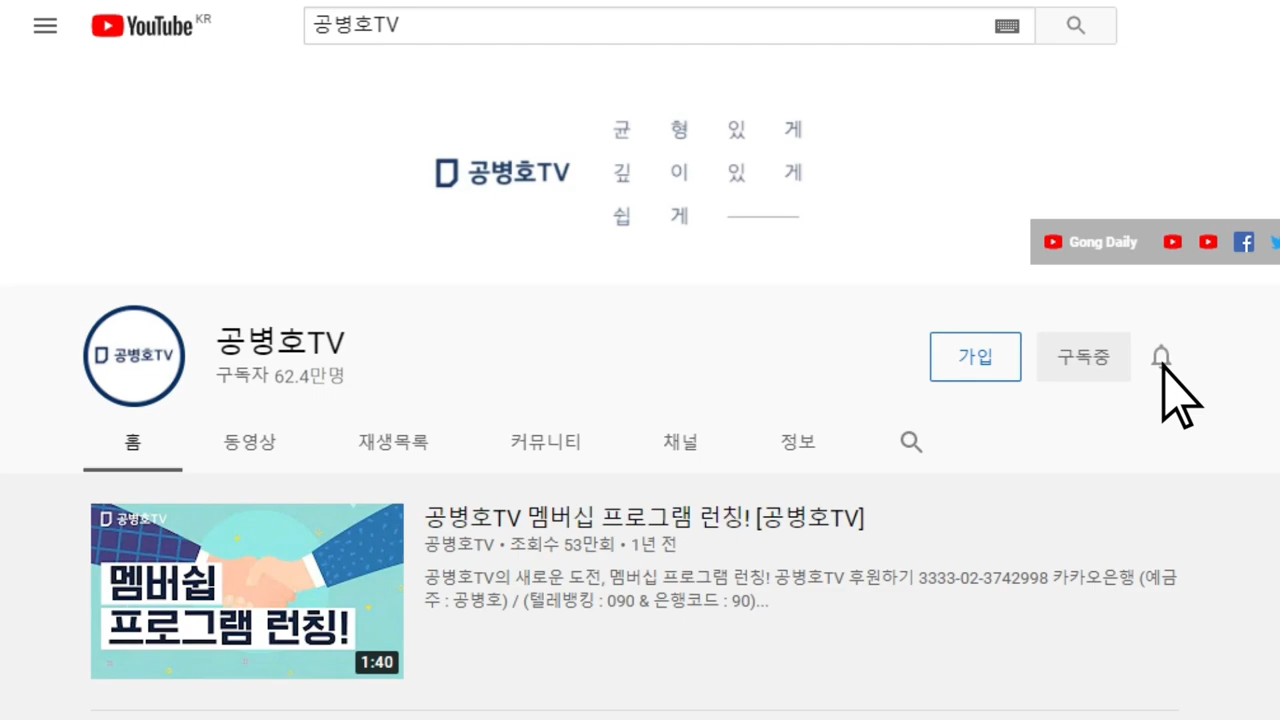 YouTube KR
공병호TV
균 형 있 게
공병호TV
깊 이 있 게
쉽 게
Gong Daily
공병호TV
공병호TV
구독자 62.4만명
가입
구독중
홈
동영상
재생목록
커뮤니티
채널
정보
공병호TV
멤버쉽
프로그램 런칭!
1:40
공병호TV 멤버십 프로그램 런칭! [공병호TV]
공병호TV • 조회수 53만회 • 1년 전
공병호TV의 새로운 도전, 멤버십 프로그램 런칭! 공병호TV 후원하기 3333-02-3742998 카카오은행 (예금
주 : 공병호) / (텔레뱅킹 : 090 & 은행코드 : 90)...